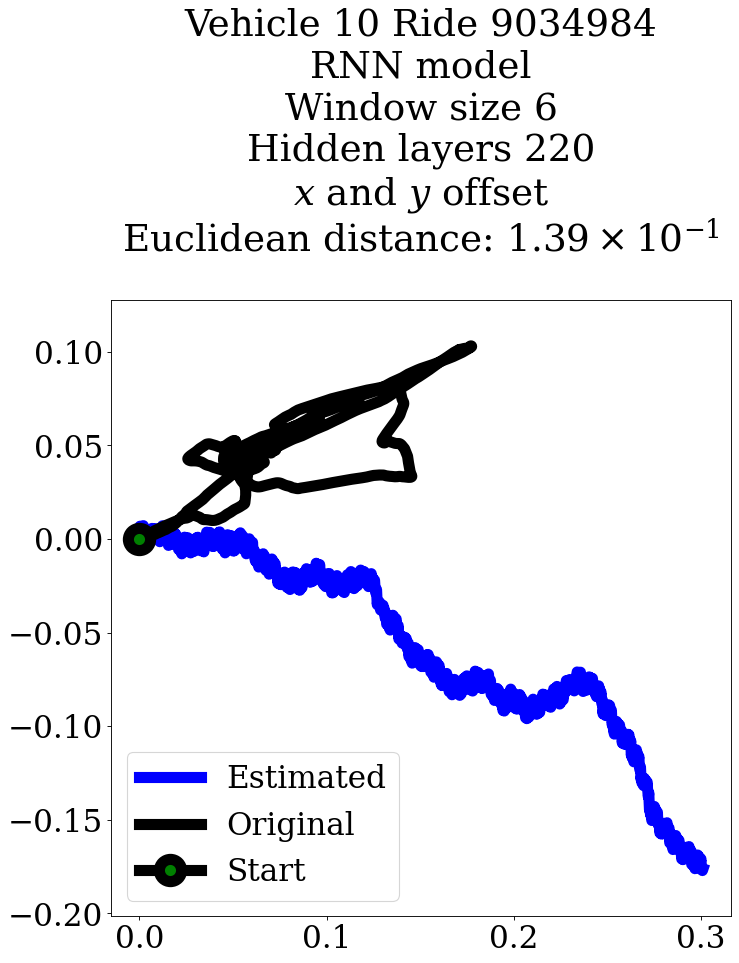 Vehicle 10 Ride 9034984
RNN model
Window size 6
Hidden layers 220
x and y offset
Euclidean distance: 1.39 × 10⁻¹
0.10
0.05
0.00
−0.05
−0.10
−0.15
−0.20
Estimated
Original
Start
0.0 0.1 0.2 0.3